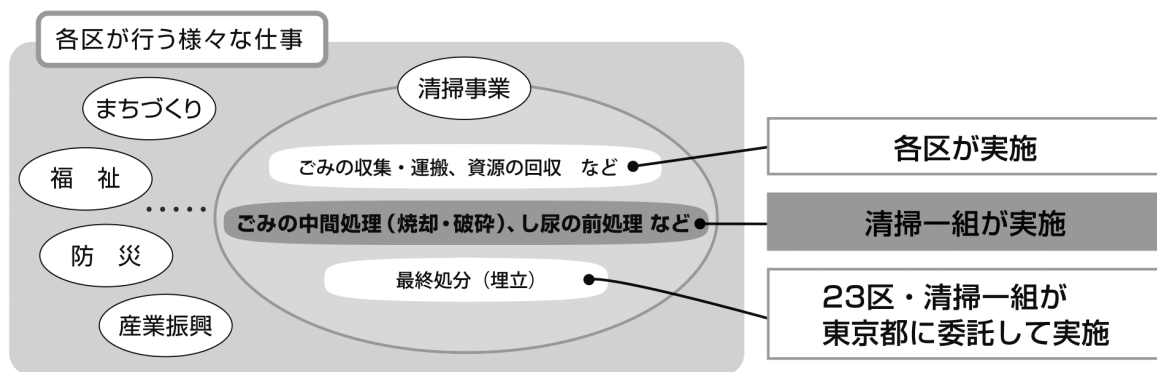 各区が行う様々な仕事
まちづくり
福　祉
防　災
産業振興
‥‥‥
清掃事業
ごみの収集・運搬、資源の回収　など
ごみの中間処理（焼却・破砕）、し尿の前処理 など
最終処分（埋立）
各区が実施
清掃一組が実施
23区・清掃一組が
東京都に委託して実施